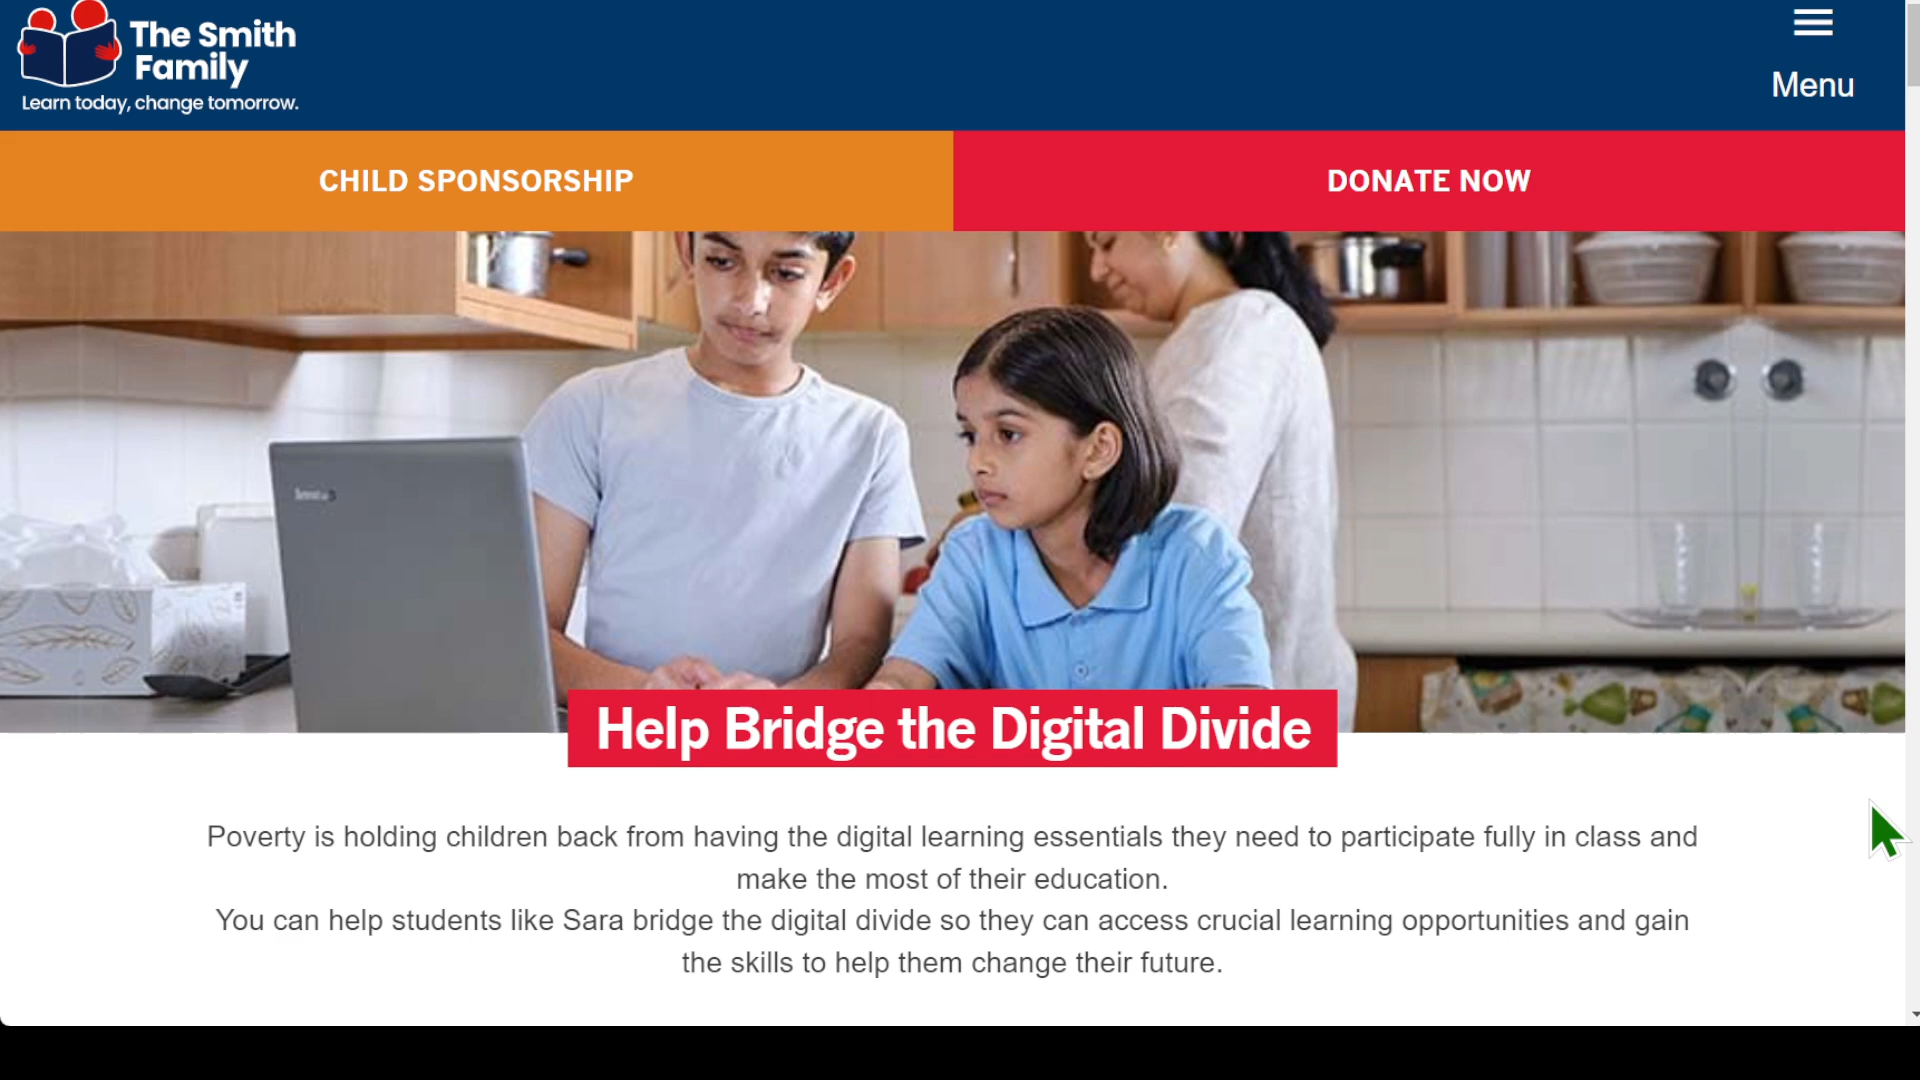 The Smith
Family
Learn today, change tomorrow.
Menu
CHILD SPONSORSHIP
DONATE NOW
Help Bridge the Digital Divide
Poverty is holding children back from having the digital learning essentials they need to participate fully in class and
make the most of their education.
You can help students like Sara bridge the digital divide so they can access crucial learning opportunities and gain
the skills to help them change their future.